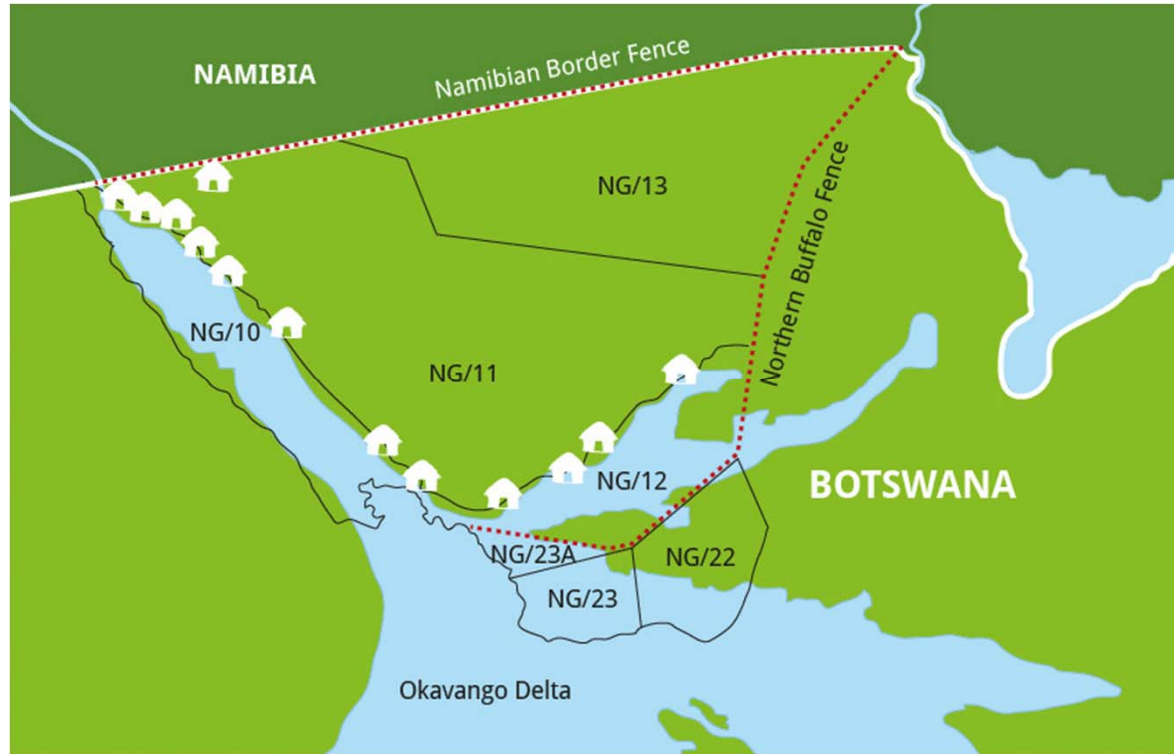 NAMIBIA
Namibian Border Fence
NG/13
Northern Buffalo Fence
NG/10
NG/11
NG/12
BOTSWANA
NG/23A
NG/22
NG/23
Okavango Delta